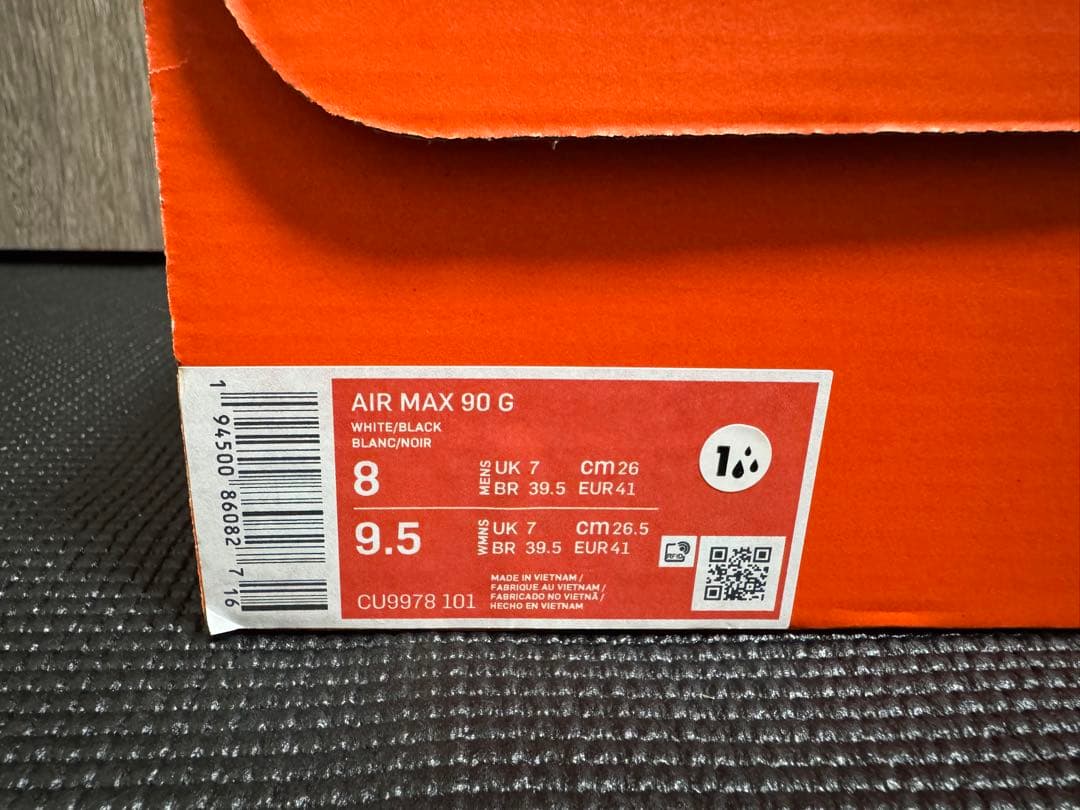 AIR MAX 90 G
WHITE/BLACK
BLANC/NOIR
8
MENS
UK 7 cm 26
BR 39.5 EUR 41
9.5
WMNS
UK 7 cm 26.5
BR 39.5 EUR 41
RFID
MADE IN VIETNAM /
FABRIQUE AU VIETNAM /
FABRICADO NO VIETNÃ /
HECHO EN VIETNAM
CU9978 101
1
1 94500 86082 7 16